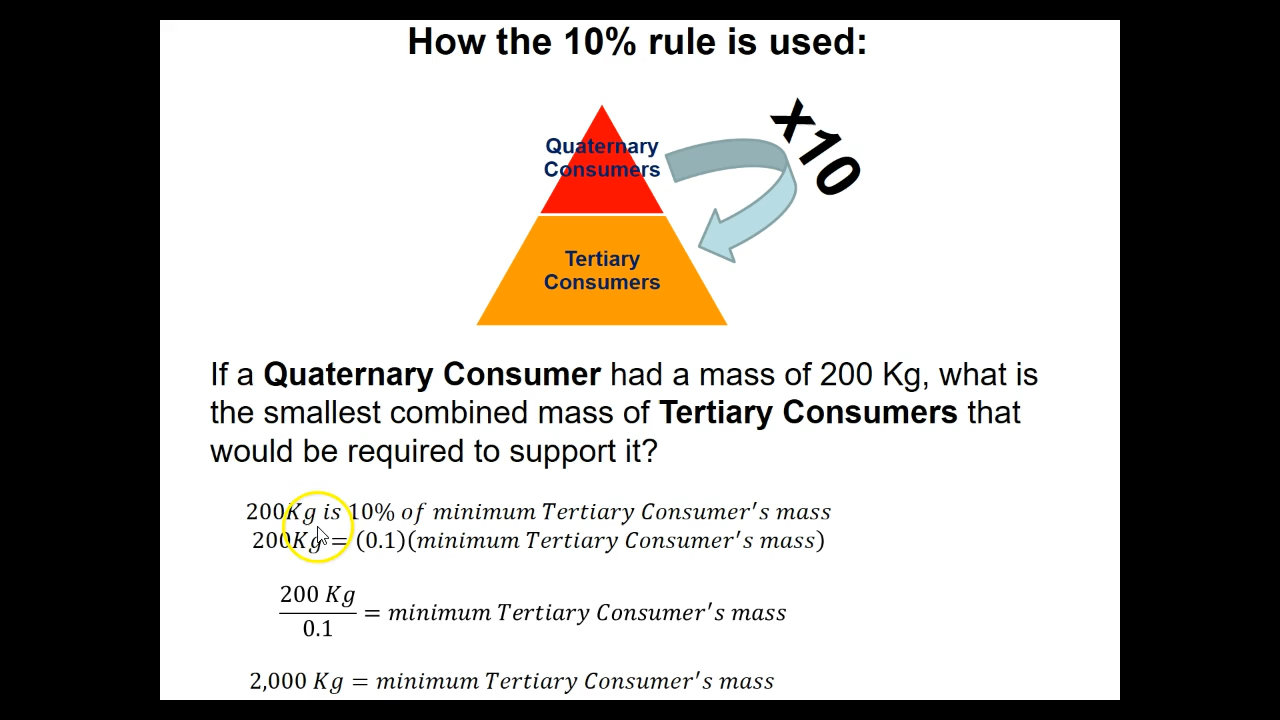 How the 10% rule is used:
x10
Quaternary
Consumers
Tertiary
Consumers
If a Quaternary Consumer had a mass of 200 Kg, what is
the smallest combined mass of Tertiary Consumers that
would be required to support it?
200Kg is 10% of minimum Tertiary Consumer's mass
200Kg = (0.1)(minimum Tertiary Consumer's mass)
200 Kg
0.1
= minimum Tertiary Consumer's mass
2,000 Kg = minimum Tertiary Consumer's mass